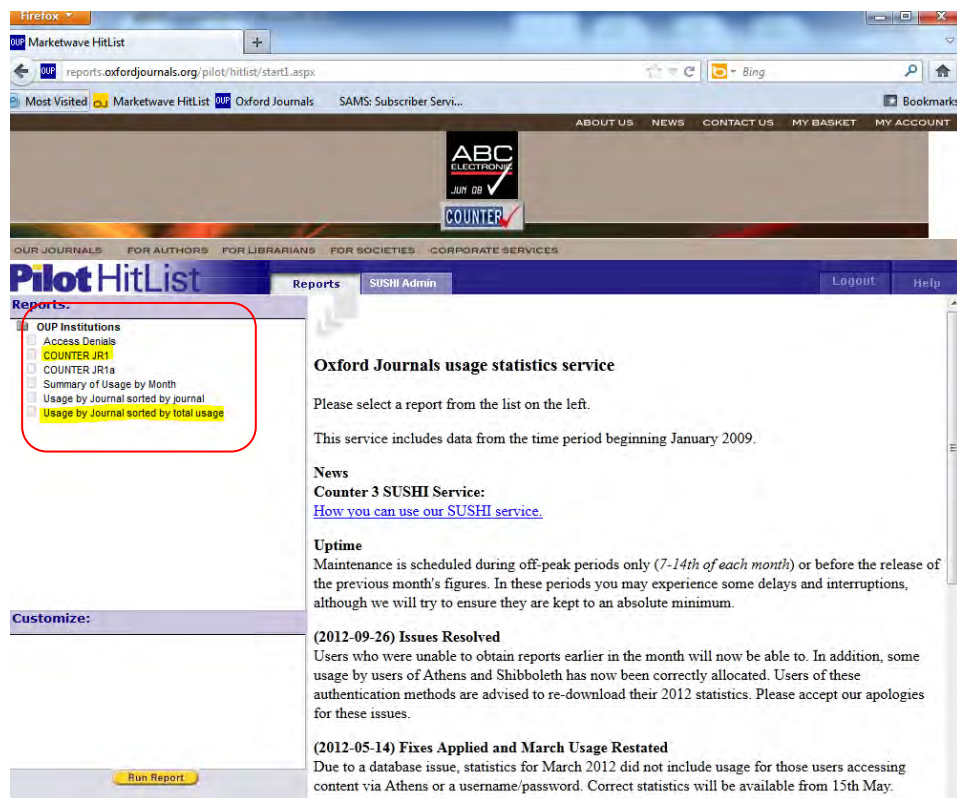 Firefox
OUP Marketwave HitList
+
OUP reports.oxfordjournals.org/pilot/hitlist/start1.aspx
Bing
Most Visited Marketwave HitList OUP Oxford Journals SAMS: Subscriber Servi...
Bookmarks
ABOUT US NEWS CONTACT US MY BASKET MY ACCOUNT
ABC
ELECTRONIC
JUN 08
COUNTER
OUR JOURNALS FOR AUTHORS FOR LIBRARIANS FOR SOCIETIES CORPORATE SERVICES
Pilot HitList
Reports SUSHI Admin
Logout Help
Reports:
OUP Institutions
Access Denials
COUNTER JR1
COUNTER JR1a
Summary of Usage by Month
Usage by Journal sorted by journal
Usage by Journal sorted by total usage
Customize:
Run Report
Oxford Journals usage statistics service
Please select a report from the list on the left.
This service includes data from the time period beginning January 2009.
News
Counter 3 SUSHI Service:
How you can use our SUSHI service.
Uptime
Maintenance is scheduled during off-peak periods only (7-14th of each month) or before the release of
the previous month's figures. In these periods you may experience some delays and interruptions,
although we will try to ensure they are kept to an absolute minimum.
(2012-09-26) Issues Resolved
Users who were unable to obtain reports earlier in the month will now be able to. In addition, some
usage by users of Athens and Shibboleth has now been correctly allocated. Users of these
authentication methods are advised to re-download their 2012 statistics. Please accept our apologies
for these issues.
(2012-05-14) Fixes Applied and March Usage Restated
Due to a database issue, statistics for March 2012 did not include usage for those users accessing
content via Athens or a username/password. Correct statistics will be available from 15th May.